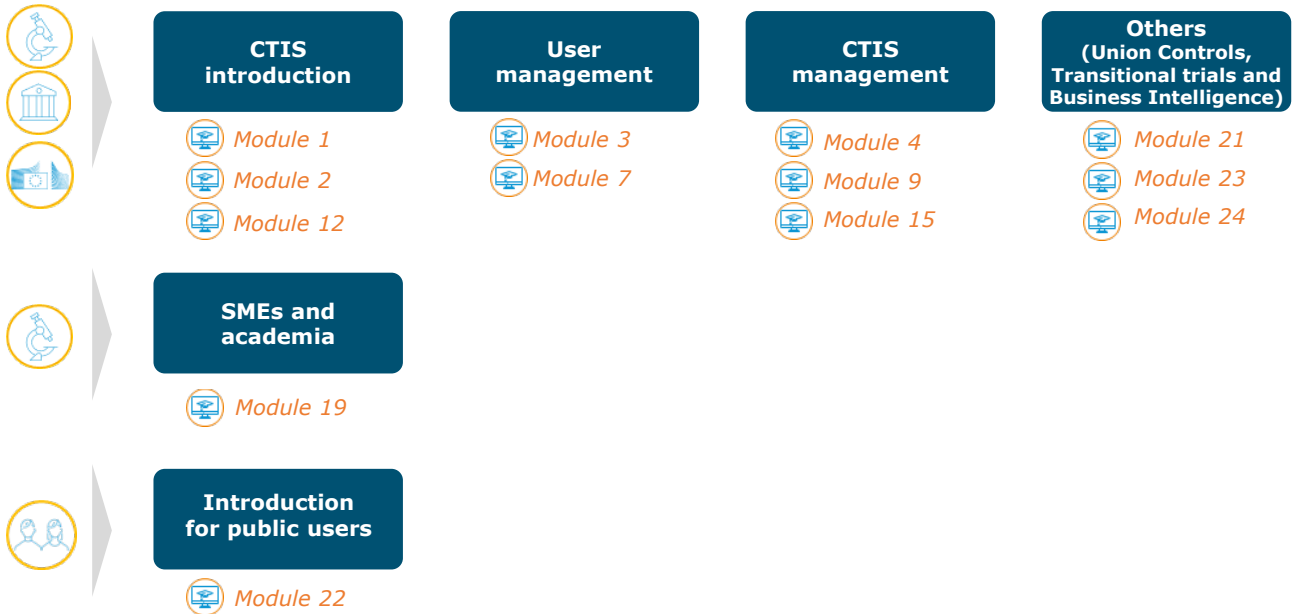 CTIS
introduction
Module 1
Module 2
Module 12
User
management
Module 3
Module 7
CTIS
management
Module 4
Module 9
Module 15
Others
(Union Controls,
Transitional trials and
Business Intelligence)
Module 21
Module 23
Module 24
SMEs and
academia
Module 19
Introduction
for public users
Module 22